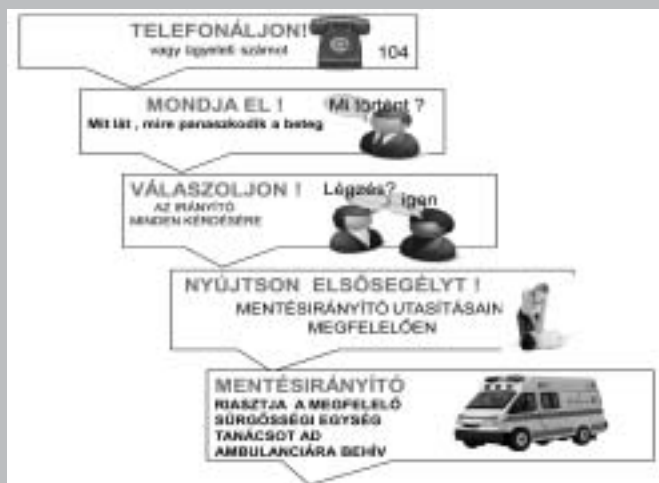 TELEFONÁLJON!
vagy ügyeleti számot
104
MONDJA EL !
Mi történt ?
Mit lát , mire panaszkodik a beteg
VÁLASZOLJON !
Légzés?
igen
AZ IRÁNYÍTÓ
MINDEN KÉRDÉSÉRE
NYÚJTSON ELSŐSEGÉLYT !
MENTÉSIRÁNYÍTÓ UTASÍTÁSAIN
MEGFELELŐEN
MENTÉSIRÁNYÍTÓ
RIASZTJA A MEGFELELŐ
SÜRGŐSSÉGI EGYSÉG
TANÁCSOT AD
AMBULANCIÁRA BEHÍV